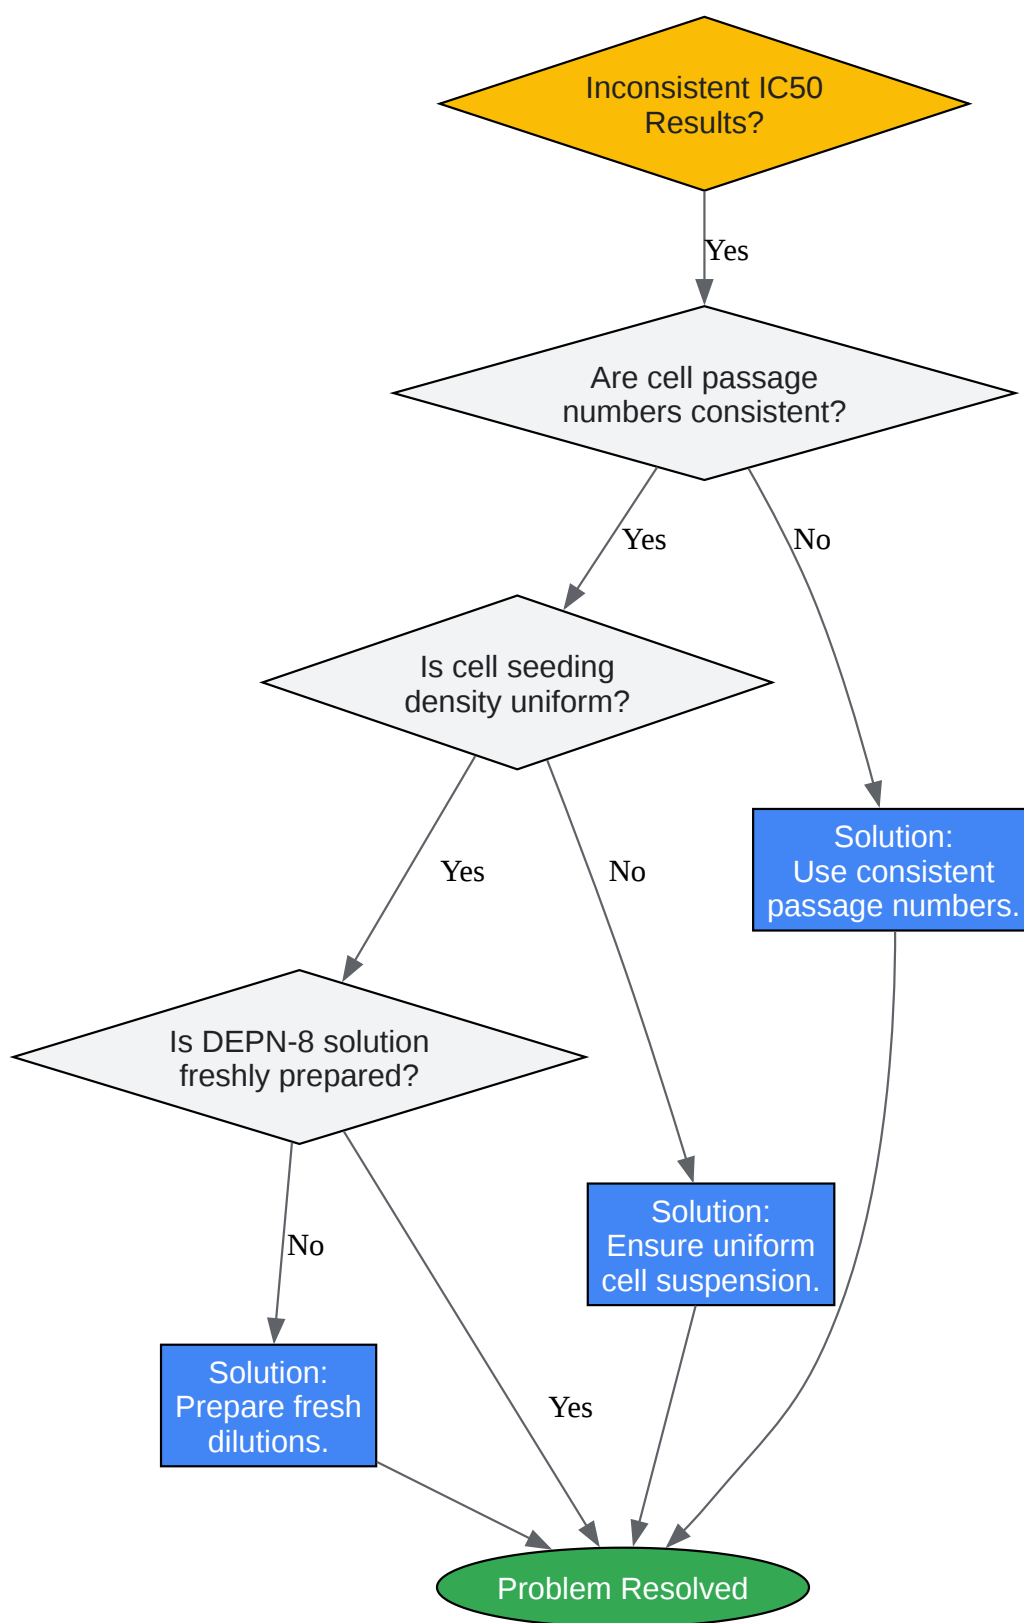 Inconsistent IC50
Results?
Yes
Are cell passage
numbers consistent?
Yes
No
Is cell seeding
density uniform?
Solution:
Use consistent
passage numbers.
Yes
No
Is DEPN-8 solution
freshly prepared?
Solution:
Ensure uniform
cell suspension.
No
Solution:
Prepare fresh
dilutions.
Yes
Problem Resolved